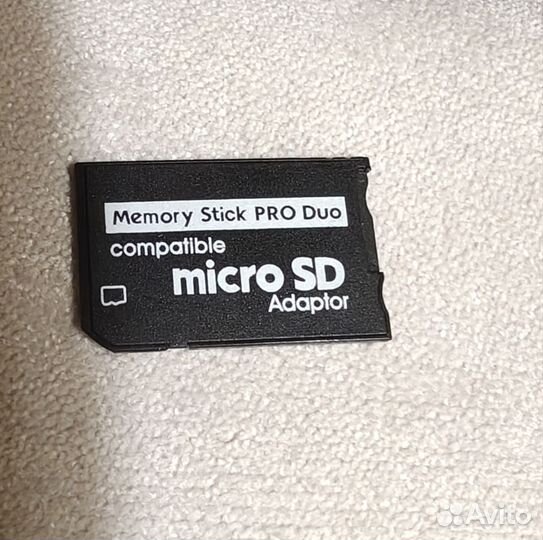 Memory Stick PRO Duo
compatible
micro SD
Adaptor
Avito